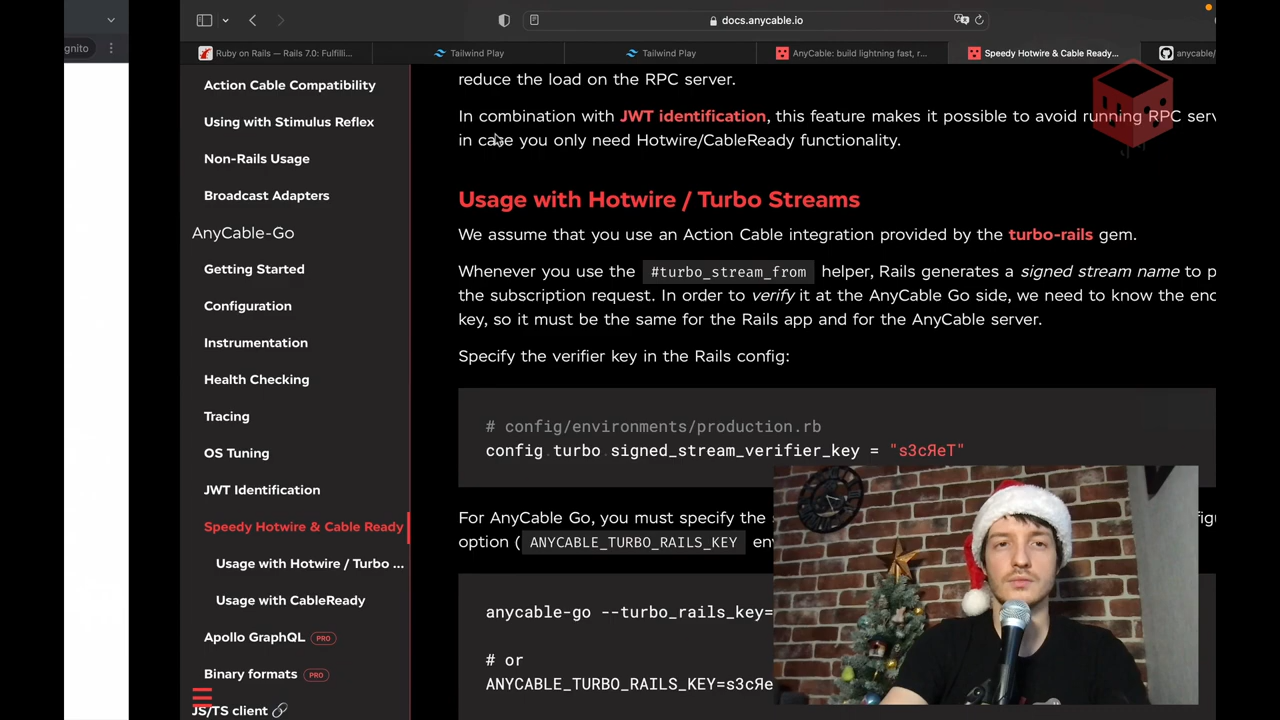 gnito
docs.anycable.io
Ruby on Rails — Rails 7.0: Fulfilli...
Tailwind Play
Tailwind Play
AnyCable: build lightning fast, r...
Speedy Hotwire & Cable Ready...
anycable/
Action Cable Compatibility
Using with Stimulus Reflex
Non-Rails Usage
Broadcast Adapters
AnyCable-Go
Getting Started
Configuration
Instrumentation
Health Checking
Tracing
OS Tuning
JWT Identification
Speedy Hotwire & Cable Ready
Usage with Hotwire / Turbo ...
Usage with CableReady
Apollo GraphQL PRO
Binary formats PRO
JS/TS client
reduce the load on the RPC server.
In combination with JWT identification, this feature makes it possible to avoid running RPC serv
in case you only need Hotwire/CableReady functionality.
Usage with Hotwire / Turbo Streams
We assume that you use an Action Cable integration provided by the turbo-rails gem.
Whenever you use the #turbo_stream_from helper, Rails generates a signed stream name to p
the subscription request. In order to verify it at the AnyCable Go side, we need to know the enc
key, so it must be the same for the Rails app and for the AnyCable server.
Specify the verifier key in the Rails config:
# config/environments/production.rb
config.turbo.signed_stream_verifier_key = "s3cЯeT"
For AnyCable Go, you must specify the
option ( ANYCABLE_TURBO_RAILS_KEY
anycable-go --turbo_rails_key=
# or
ANYCABLE_TURBO_RAILS_KEY=s3cЯe